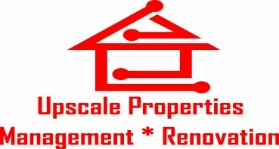 Upscale Properties
Management * Renovation